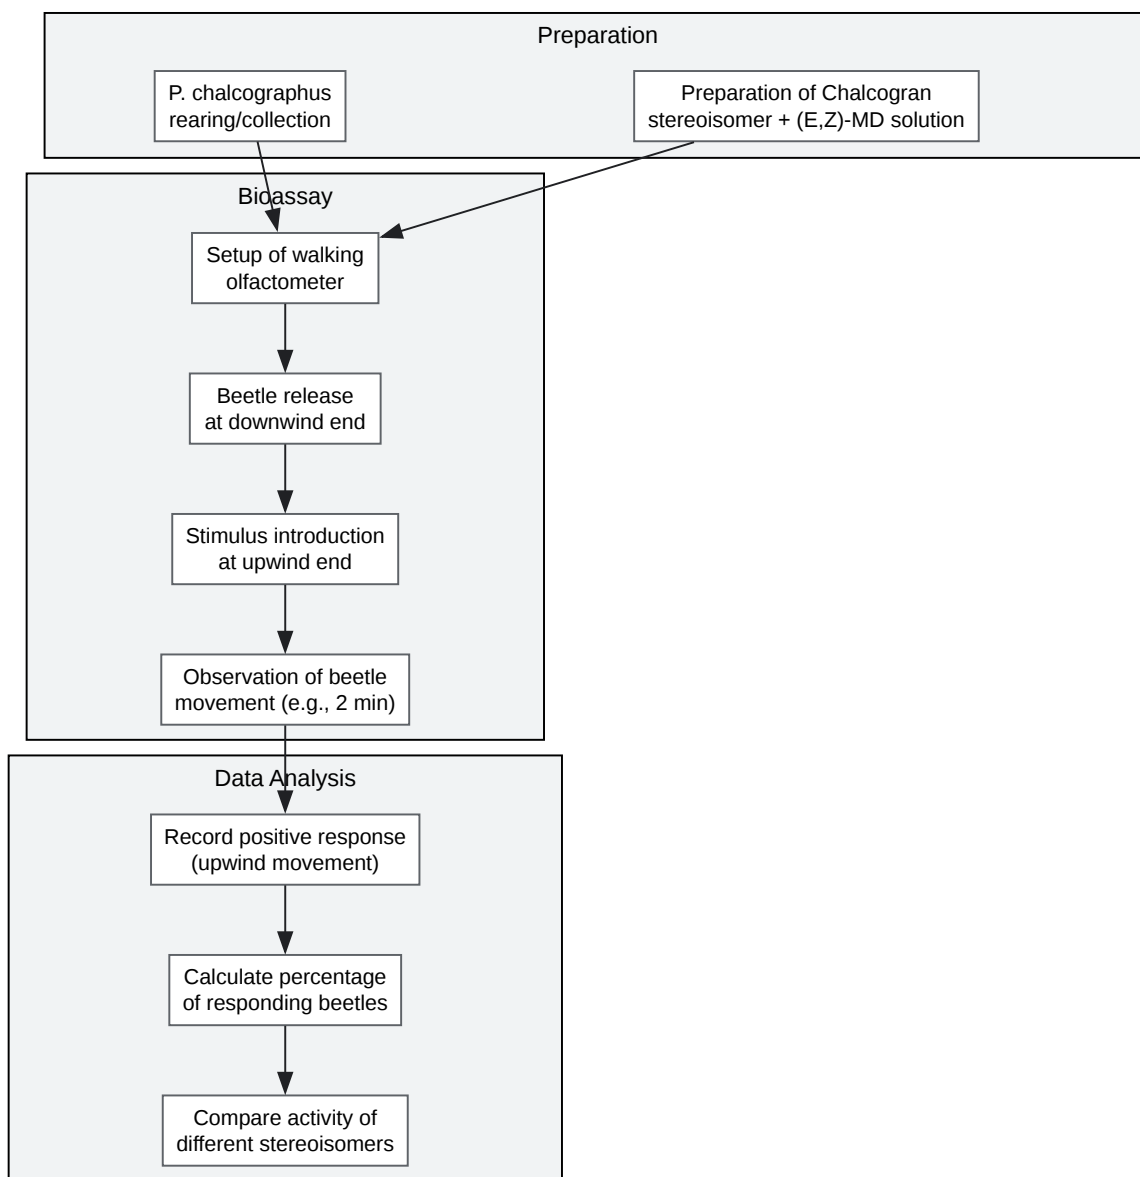 Preparation
P. chalcographus
rearing/collection
Preparation of Chalcogran
stereoisomer + (E,Z)-MD solution
Bioassay
Setup of walking
olfactometer
Beetle release
at downwind end
Stimulus introduction
at upwind end
Observation of beetle
movement (e.g., 2 min)
Data Analysis
Record positive response
(upwind movement)
Calculate percentage
of responding beetles
Compare activity of
different stereoisomers